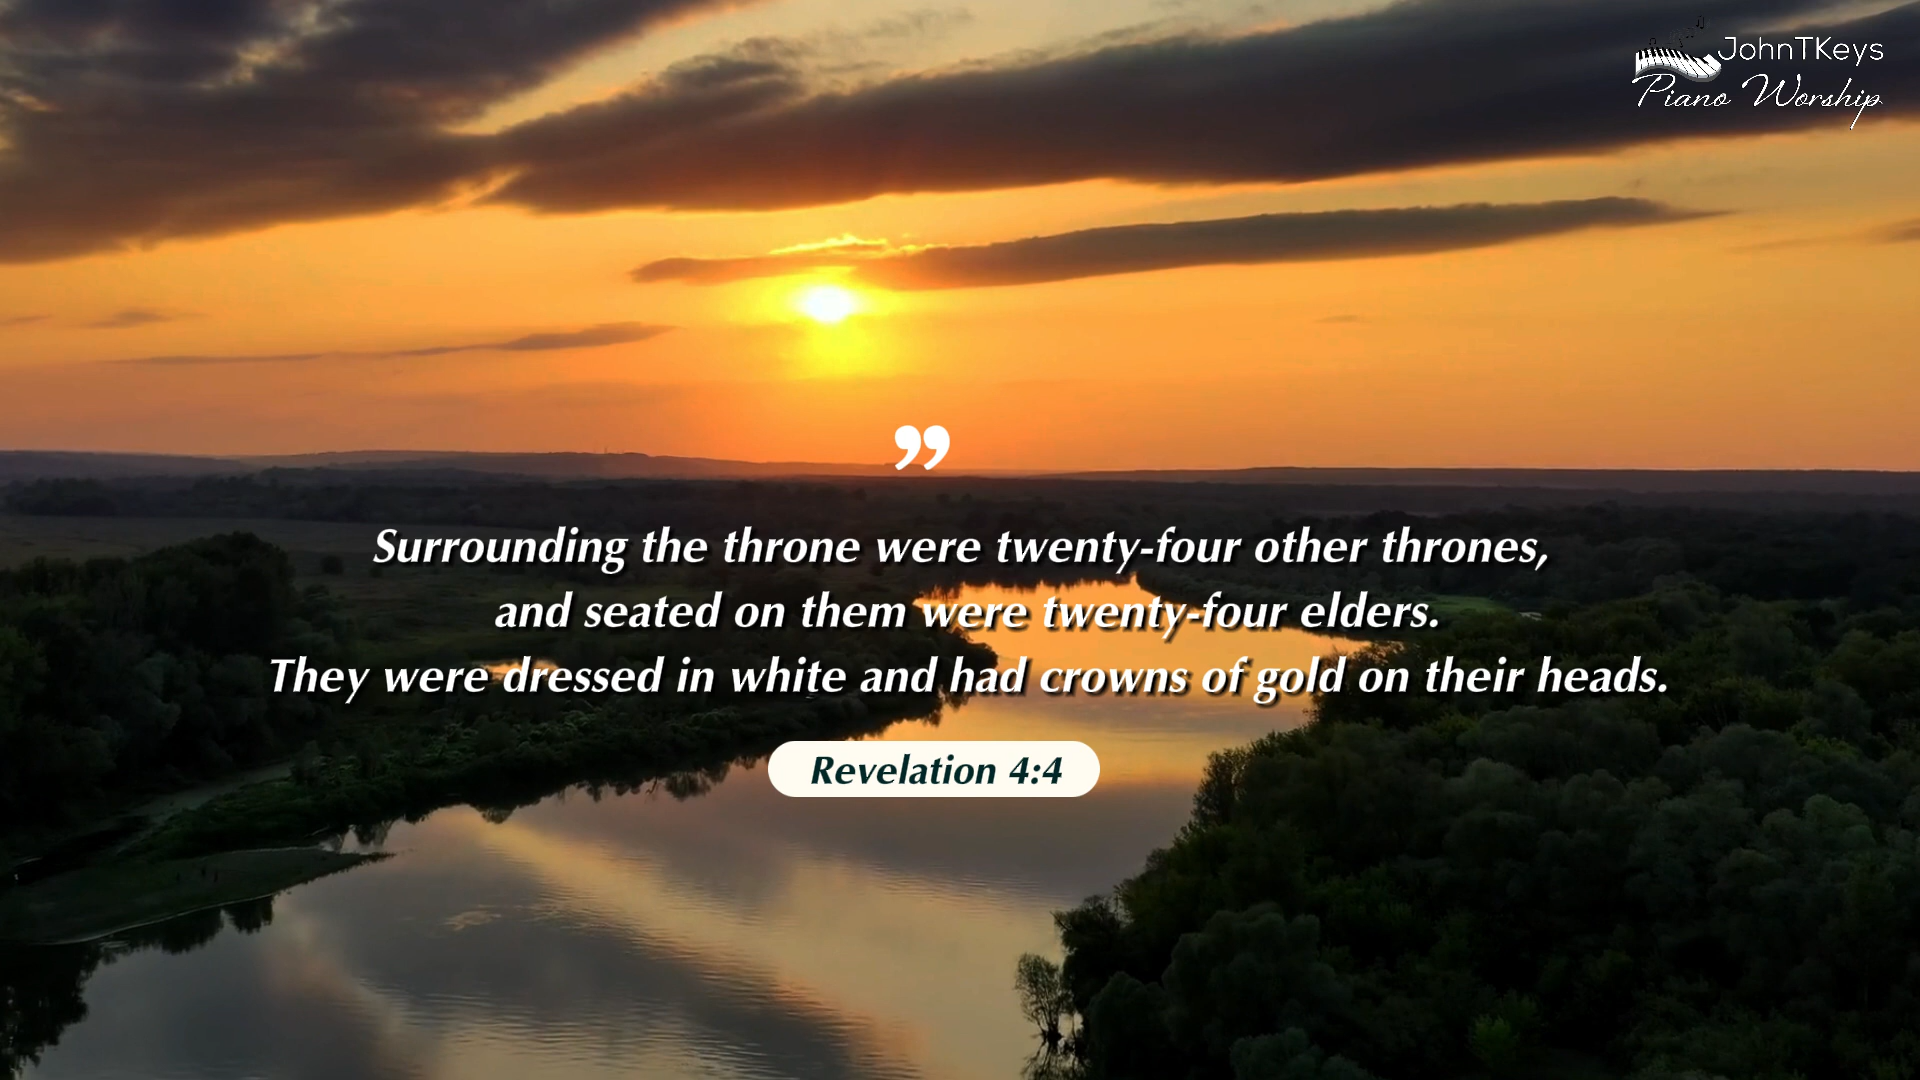 JohnTKeys
Piano Worship
”
Surrounding the throne were twenty-four other thrones,
and seated on them were twenty-four elders.
They were dressed in white and had crowns of gold on their heads.
Revelation 4:4